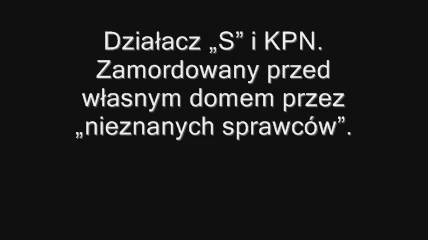 Działacz „S” i KPN.
Zamordowany przed
własnym domem przez
„nieznanych sprawców”.